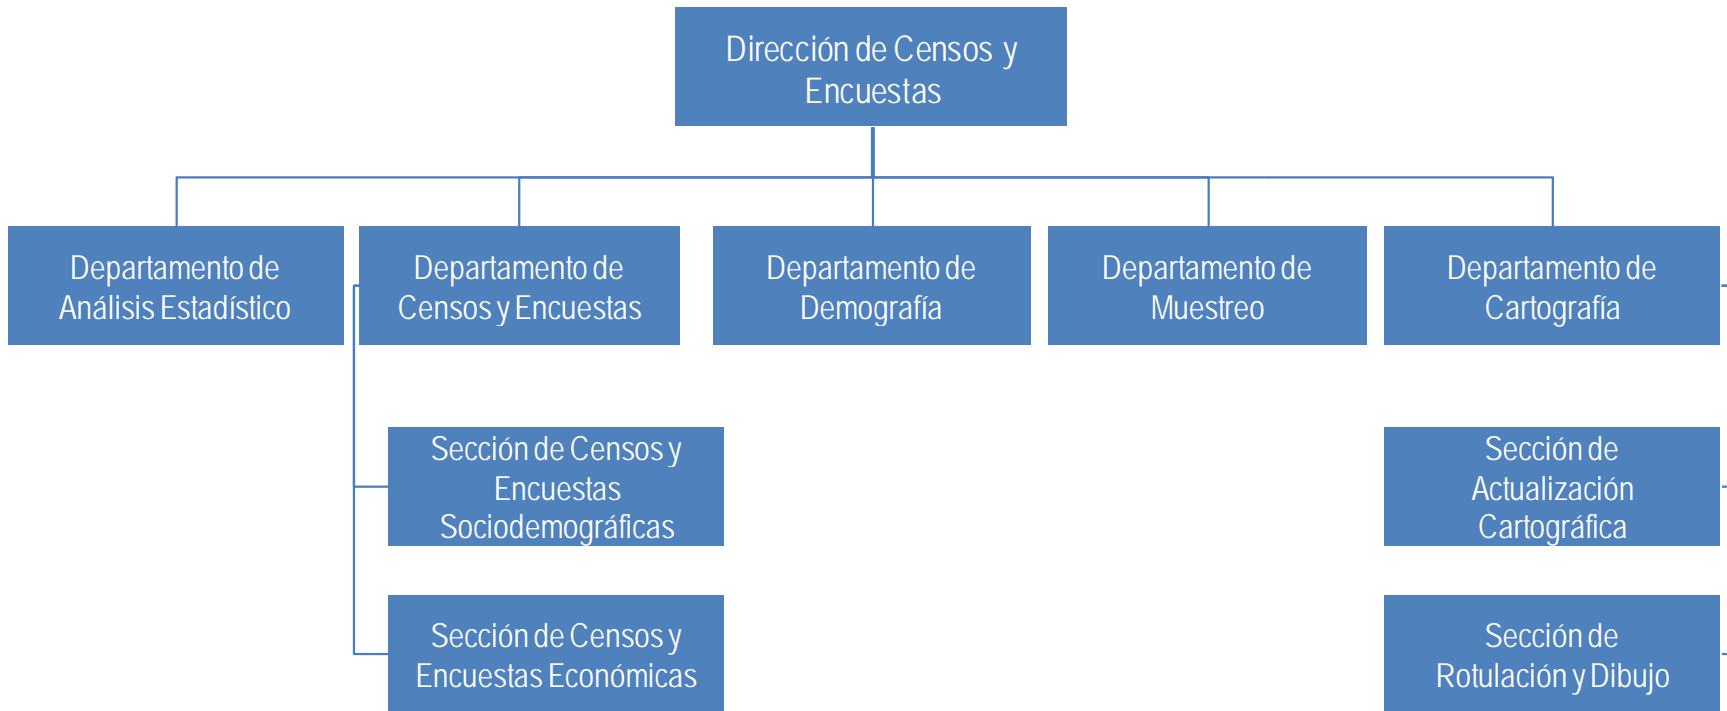 Dirección de Censos y
Encuestas
Departamento de
Análisis Estadístico
Departamento de
Censos y Encuestas
Departamento de
Demografía
Departamento de
Muestreo
Departamento de
Cartografía
Sección de Censos y
Encuestas
Sociodemográficas
Sección de
Actualización
Cartográfica
Sección de Censos y
Encuestas Económicas
Sección de
Rotulación y Dibujo